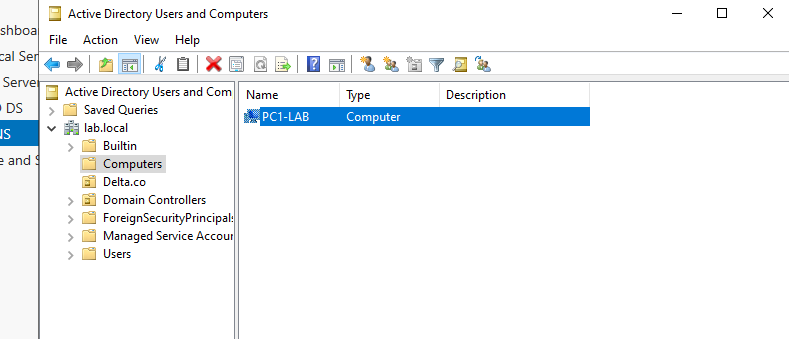 Active Directory Users and Computers
File Action View Help
Active Directory Users and Com
Saved Queries
lab.local
Builtin
Computers
Delta.co
Domain Controllers
ForeignSecurityPrincipals
Managed Service Accou
Users
Name Type Description
PC1-LAB Computer
shboa
cal Ser
Server
DS
NS
e and S